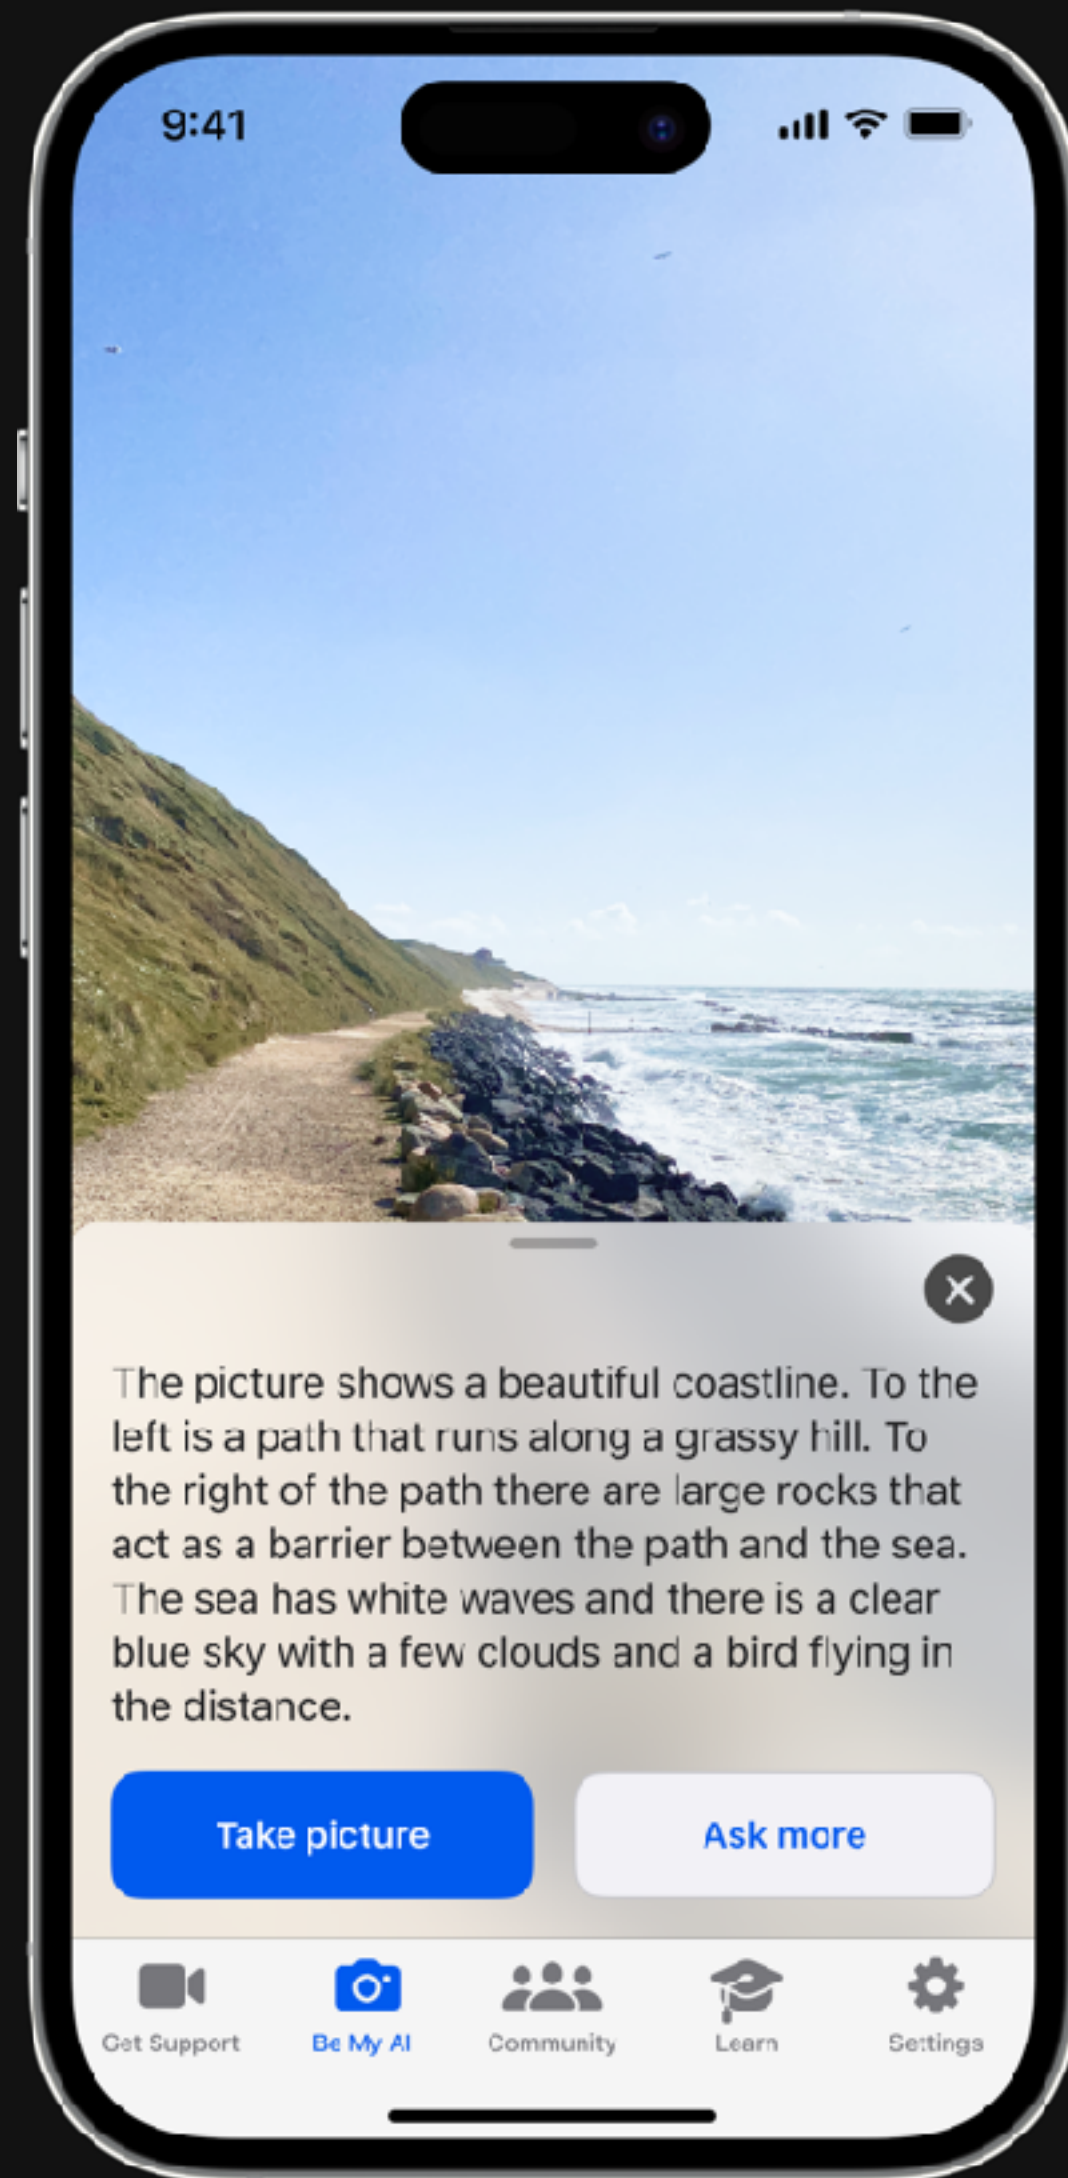 9:41
The picture shows a beautiful coastline. To the
left is a path that runs along a grassy hill. To
the right of the path there are large rocks that
act as a barrier between the path and the sea.
The sea has white waves and there is a clear
blue sky with a few clouds and a bird flying in
the distance.
Take picture
Ask more
Get Support
Be My AI
Community
Learn
Settings